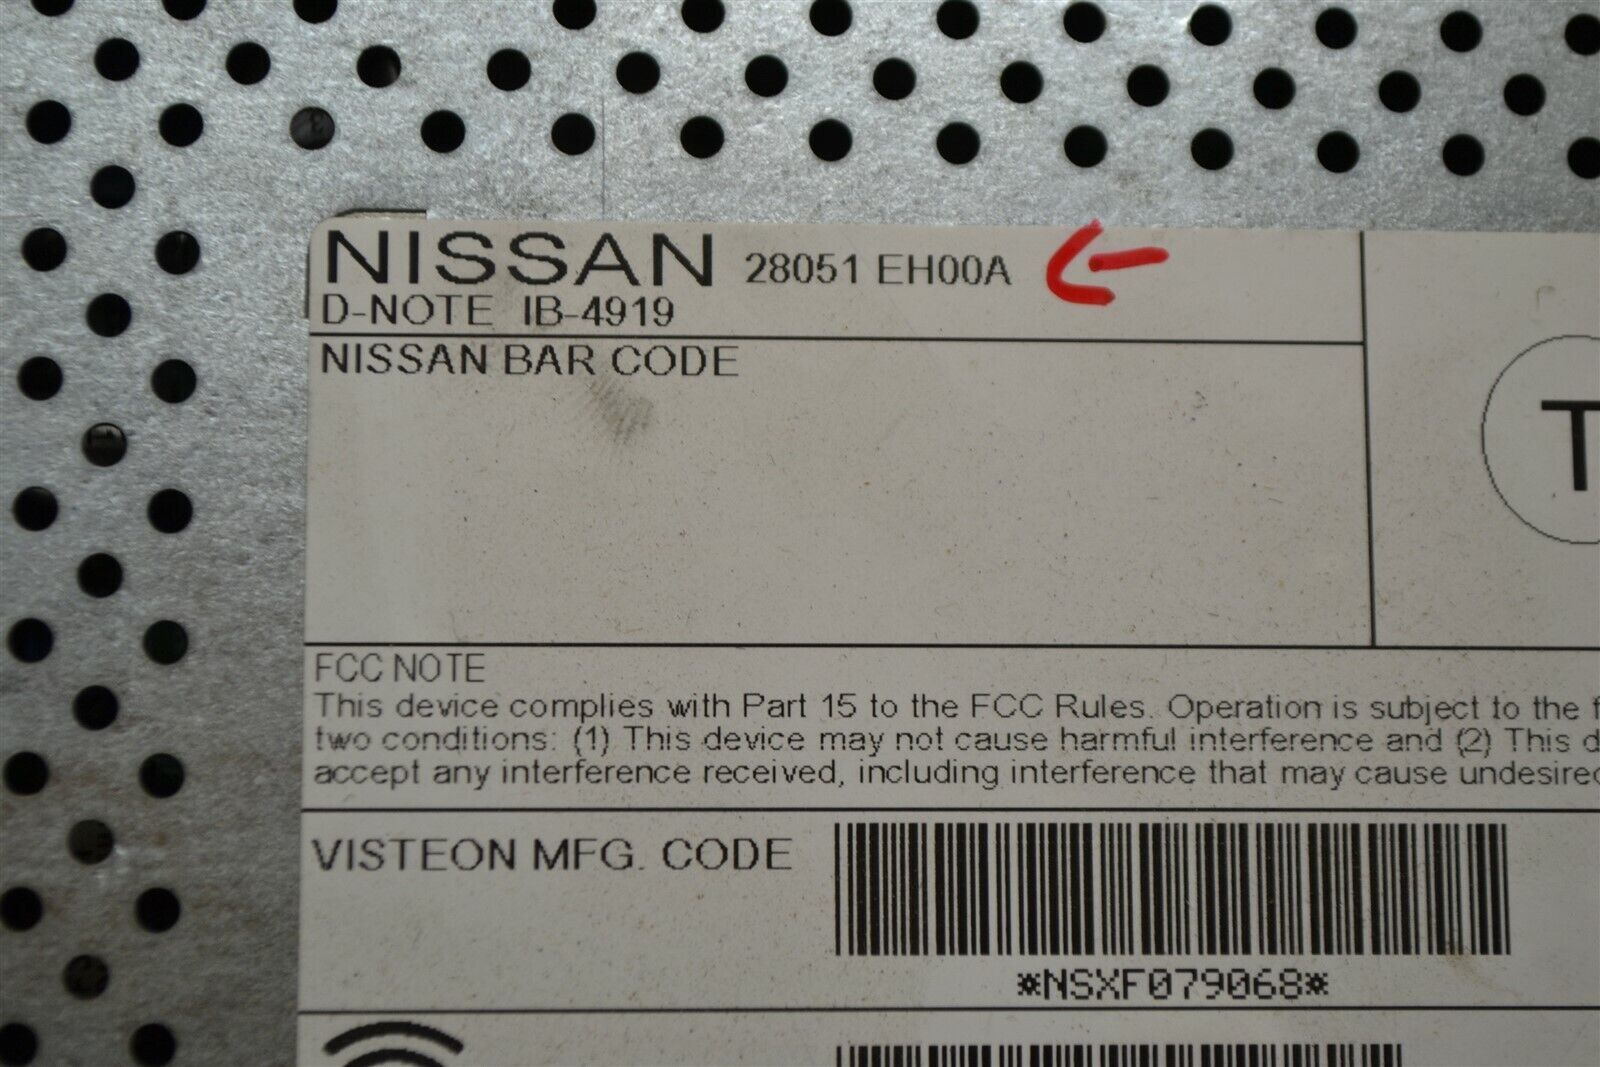 NISSAN 28051 EH00A
D-NOTE IB-4919
NISSAN BAR CODE
T
FCC NOTE
This device complies with Part 15 to the FCC Rules. Operation is subject to the f
two conditions: (1) This device may not cause harmful interference and (2) This d
accept any interference received, including interference that may cause undesire
VISTEON MFG. CODE
*NSXF079068*